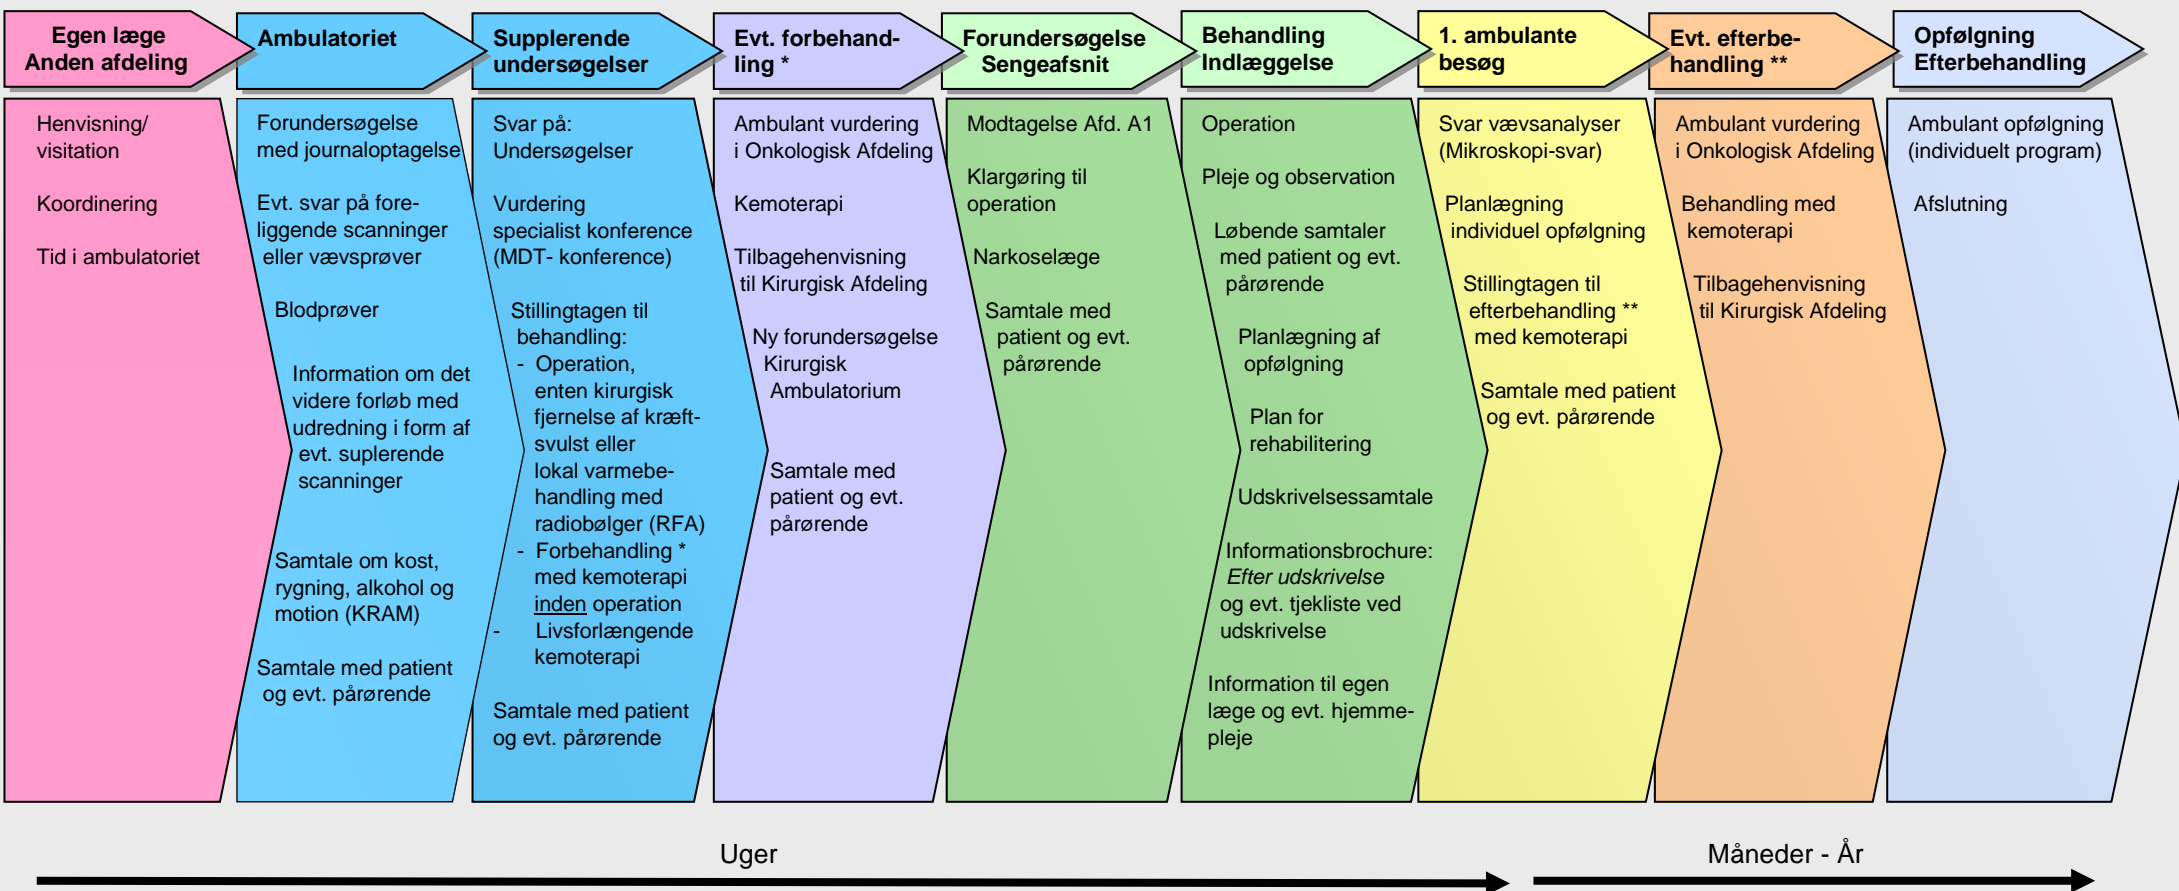 Egen læge
Anden afdeling
Henvisning/
visitation
Koordinering
Tid i ambulatoriet
Ambulatoriet
Forundersøgelse
med journaloptagelse
Evt. svar på fore-
liggende scanninger
eller vævsprøver
Blodprøver
Information om det
videre forløb med
udredning i form af
evt. suplerende
scanninger
Samtale om kost,
rygning, alkohol og
motion (KRAM)
Samtale med patient
og evt. pårørende
Supplerende
undersøgelser
Svar på:
Undersøgelser
Vurdering
specialist konference
(MDT- konference)
Stillingtagen til
behandling:
- Operation,
enten kirurgisk
fjernelse af kræft-
svulst eller
lokal varmebe-
handling med
radiobølger (RFA)
- Forbehandling *
med kemoterapi
inden operation
- Livsforlængende
kemoterapi
Samtale med patient
og evt. pårørende
Evt. forbehand-
ling *
Ambulant vurdering
i Onkologisk Afdeling
Kemoterapi
Tilbagehenvisning
til Kirurgisk Afdeling
Ny forundersøgelse
Kirurgisk
Ambulatorium
Samtale med
patient og evt.
pårørende
Forundersøgelse
Sengeafsnit
Modtagelse Afd. A1
Klargøring til
operation
Narkoselæge
Samtale med
patient og evt.
pårørende
Behandling
Indlæggelse
Operation
Pleje og observation
Løbende samtaler
med patient og evt.
pårørende
Planlægning af
opfølgning
Plan for
rehabilitering
Udskrivelsessamtale
Informationsbrochure:
Efter udskrivelse
og evt. tjekliste ved
udskrivelse
Information til egen
læge og evt. hjemme-
pleje
1. ambulante
besøg
Svar vævsanalyser
(Mikroskopi-svar)
Planlægning
individuel opfølgning
Stillingtagen til
efterbehandling **
med kemoterapi
Samtale med patient
og evt. pårørende
Evt. efterbe-
handling **
Ambulant vurdering
i Onkologisk Afdeling
Behandling med
kemoterapi
Tilbagehenvisning
til Kirurgisk Afdeling
Opfølgning
Efterbehandling
Ambulant opfølgning
(individuelt program)
Afslutning
Uger
Måneder - År